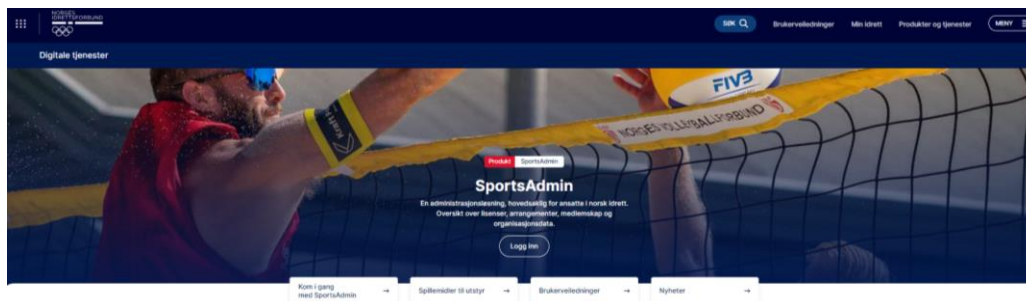 NORGES
IDRETTSFORBUND
SØK
Brukerveiledninger
Min idrett
Produkter og tjenester
MENY
Digitale tjenester
FIVB
kraft
NORGES VOLLEYBALLFORBUND
Produkt
SportsAdmin
SportsAdmin
En administrasjonsløsning, hovedsaklig for ansatte i norsk idrett.
Oversikt over lisenser, arrangementer, medlemskap og
organisasjonsdata.
Logg inn
Kom i gang
med SportsAdmin
Spillemidler til utstyr
Brukerveiledninger
Nyheter